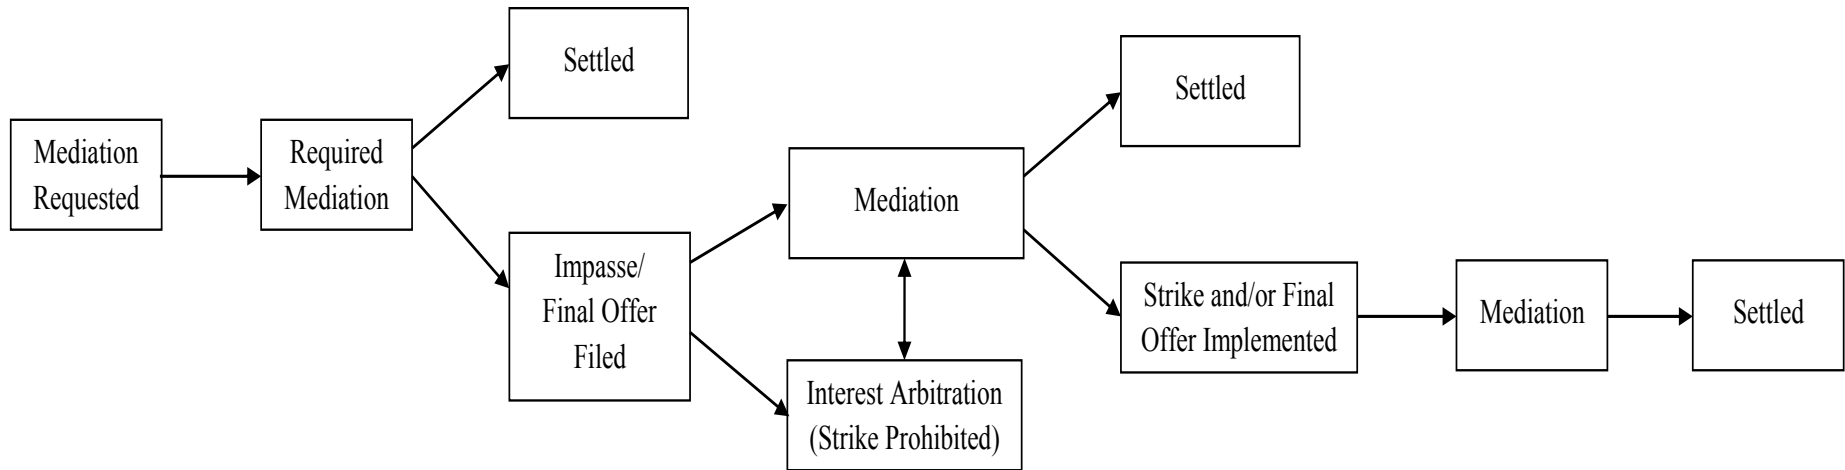 Mediation
Requested
Required
Mediation
Settled
Impasse/
Final Offer
Filed
Mediation
Interest Arbitration
(Strike Prohibited)
Settled
Strike and/or Final
Offer Implemented
Mediation
Settled